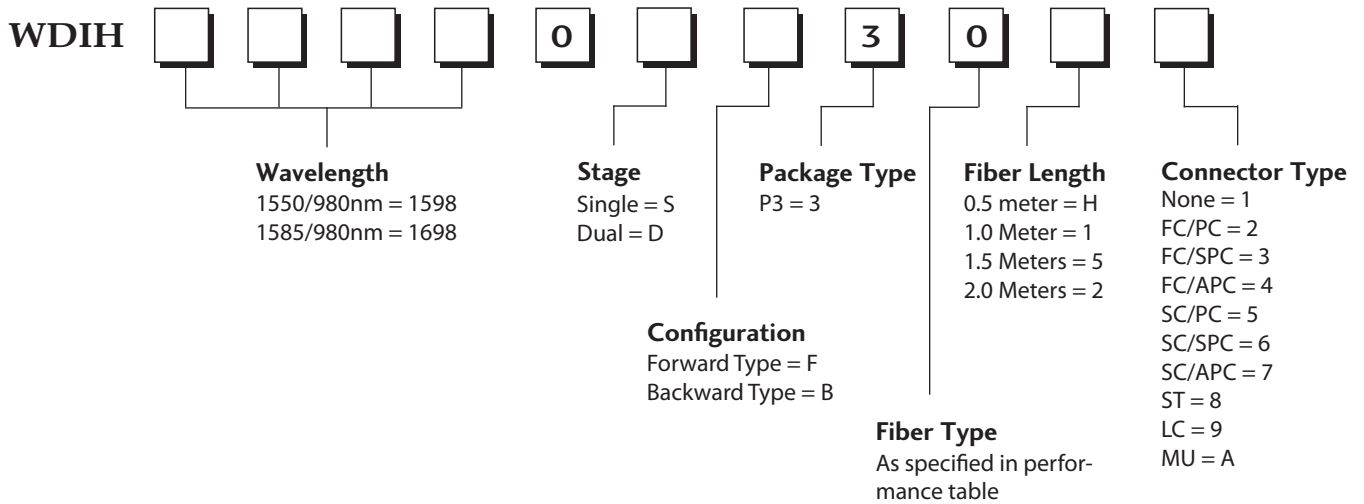 WDIH 0 3 0
Wavelength
1550/980nm = 1598
1585/980nm = 1698
Stage
Single = S
Dual = D
Configuration
Forward Type = F
Backward Type = B
Package Type
P3 = 3
Fiber Type
As specified in perfor-
mance table
Fiber Length
0.5 meter = H
1.0 Meter = 1
1.5 Meters = 5
2.0 Meters = 2
Connector Type
None = 1
FC/PC = 2
FC/SPC = 3
FC/APC = 4
SC/PC = 5
SC/SPC = 6
SC/APC = 7
ST = 8
LC = 9
MU = A